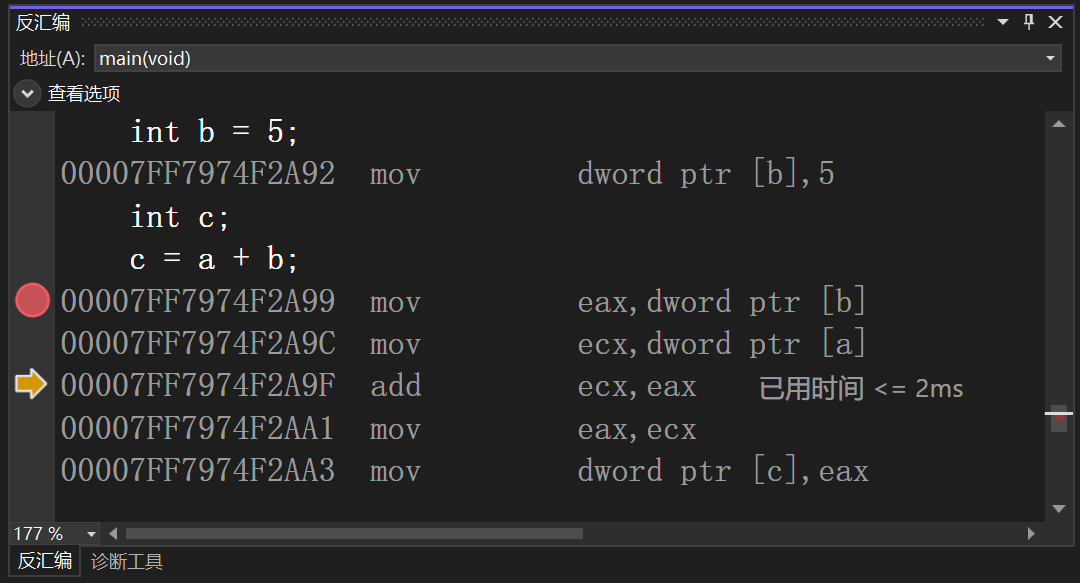 反汇编
地址(A): main(void)
查看选项
int b = 5;
00007FF7974F2A92 mov dword ptr [b],5
int c;
c = a + b;
00007FF7974F2A99 mov eax,dword ptr [b]
00007FF7974F2A9C mov ecx,dword ptr [a]
00007FF7974F2A9F add ecx,eax 已用时间 <= 2ms
00007FF7974F2AA1 mov eax,ecx
00007FF7974F2AA3 mov dword ptr [c],eax
177 %
反汇编 诊断工具